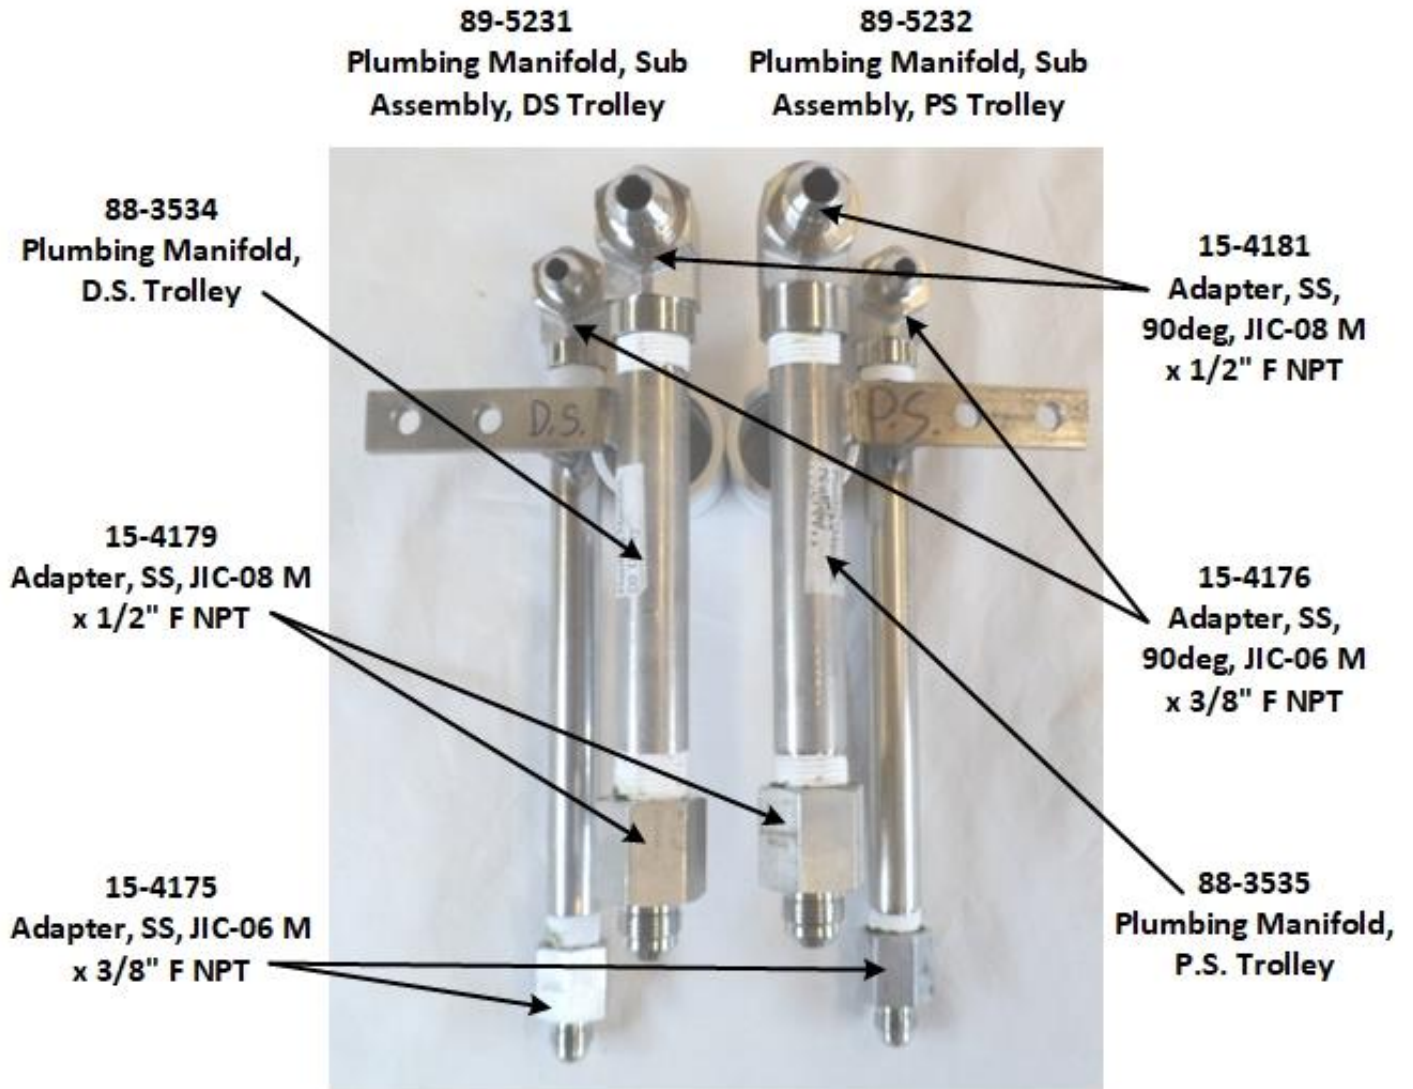 89-5231
Plumbing Manifold, Sub
Assembly, DS Trolley
89-5232
Plumbing Manifold, Sub
Assembly, PS Trolley
88-3534
Plumbing Manifold,
D.S. Trolley
15-4181
Adapter, SS,
90deg, JIC-08 M
x 1/2" F NPT
D.S.
P.S.
15-4179
Adapter, SS, JIC-08 M
x 1/2" F NPT
15-4176
Adapter, SS,
90deg, JIC-06 M
x 3/8" F NPT
15-4175
Adapter, SS, JIC-06 M
x 3/8" F NPT
88-3535
Plumbing Manifold,
P.S. Trolley